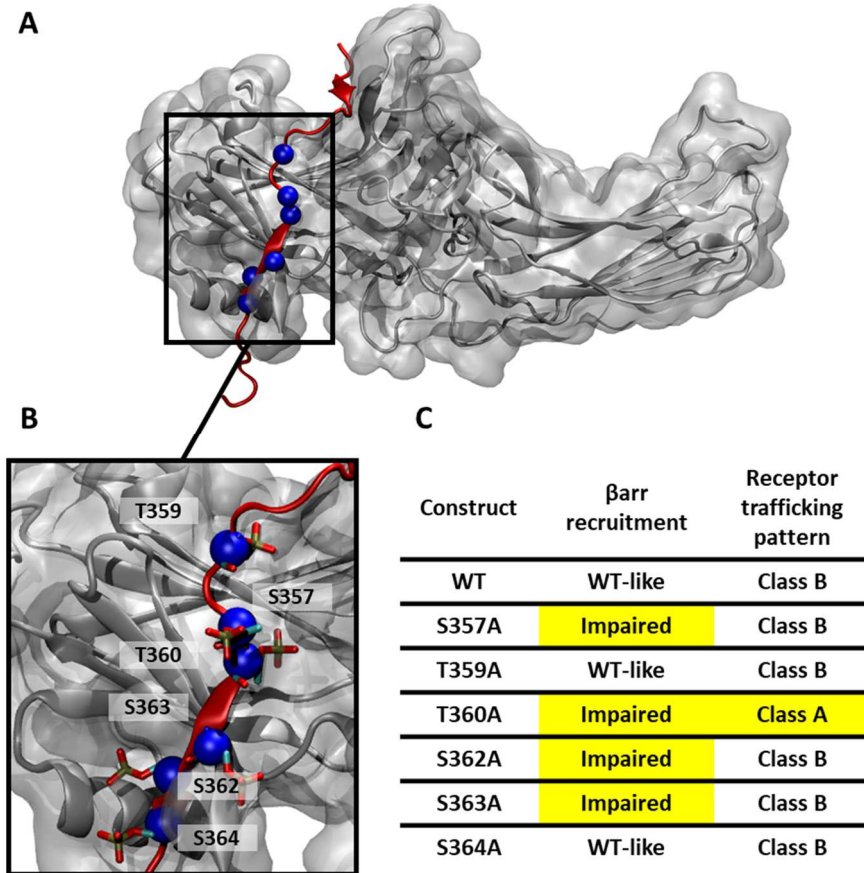 A
B
T359
S357
T360
S363
S362
S364
C
Construct βarr recruitment Receptor trafficking pattern
WT WT-like Class B
S357A Impaired Class B
T359A WT-like Class B
T360A Impaired Class A
S362A Impaired Class B
S363A Impaired Class B
S364A WT-like Class B